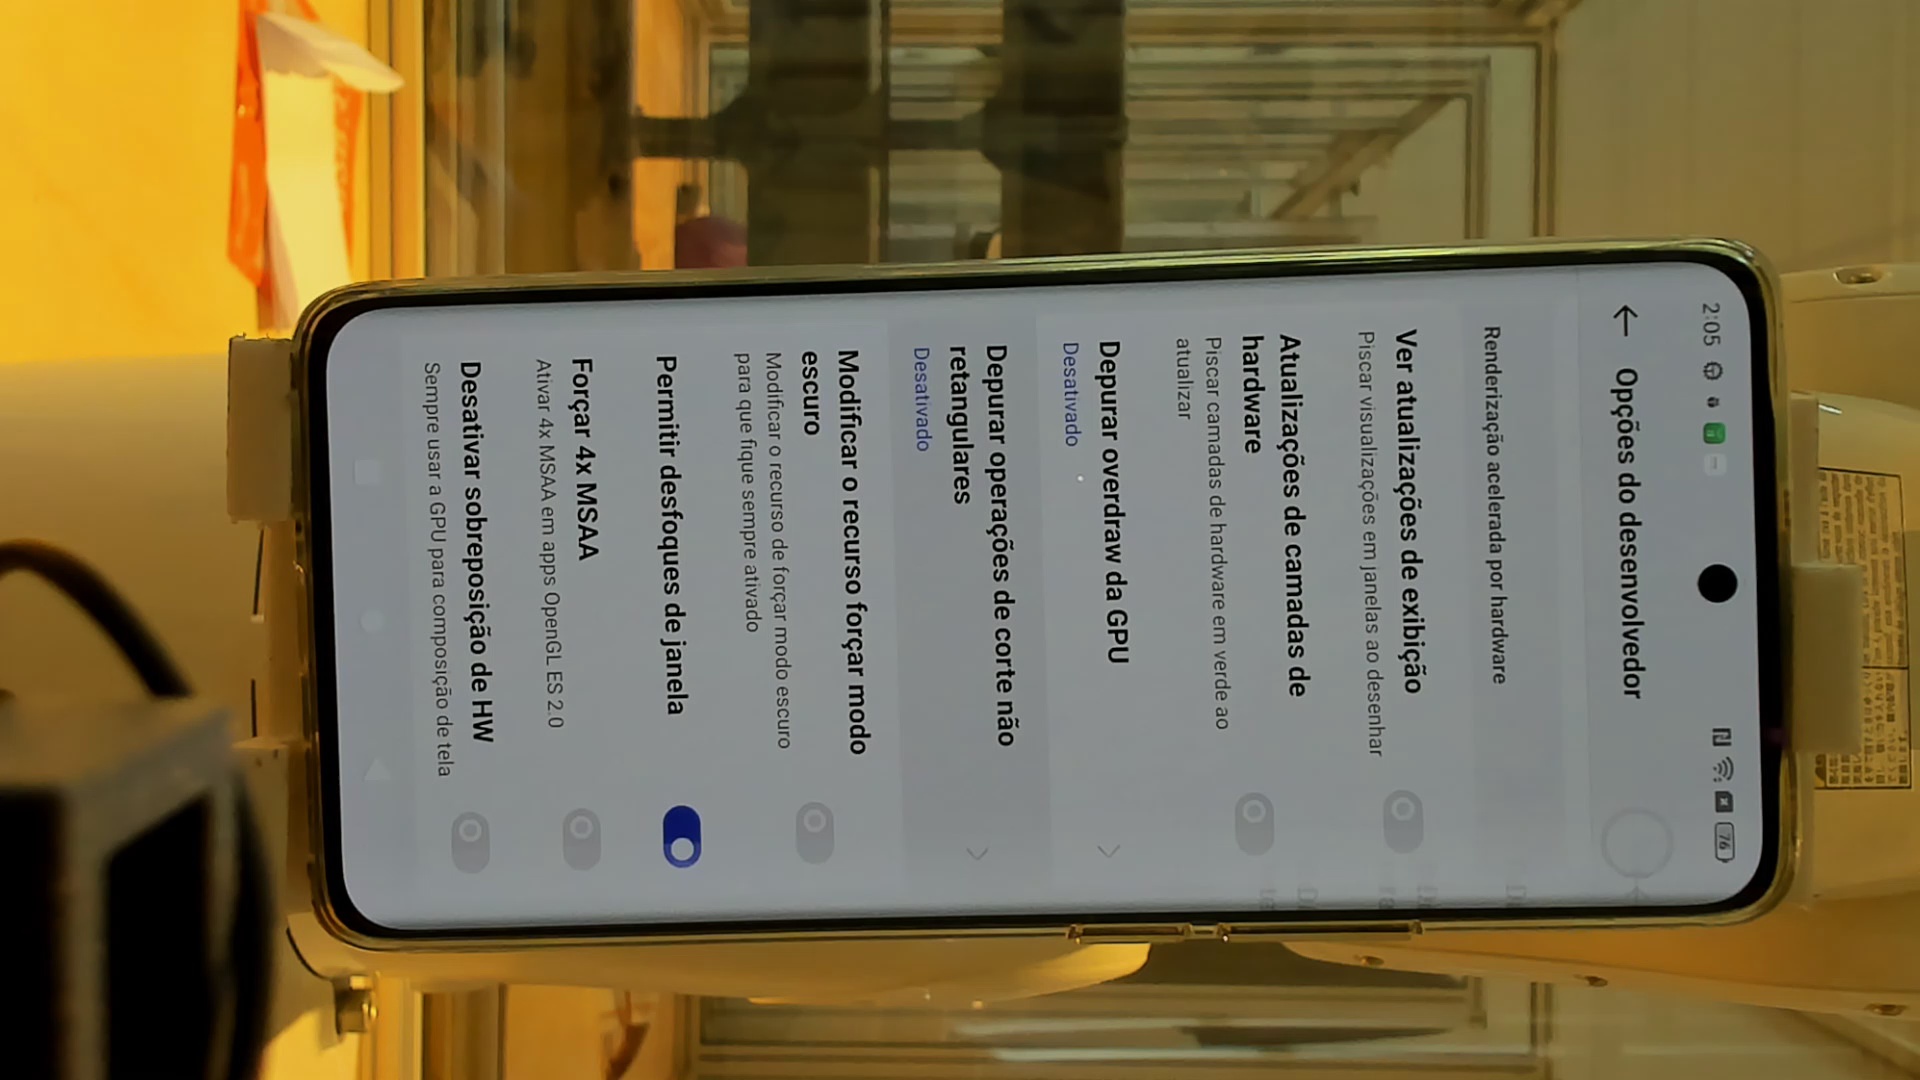 2:05
76
Opções do desenvolvedor
Renderização acelerada por hardware
Ver atualizações de exibição
Piscar visualizações em janelas ao desenhar
Atualizações de camadas de
hardware
Piscar camadas de hardware em verde ao
atualizar
Depurar overdraw da GPU
Desativado
Depurar operações de corte não
retangulares
Desativado
Modificar o recurso forçar modo
escuro
Modificar o recurso de forçar modo escuro
para que fique sempre ativado
Permitir desfoques de janela
Forçar 4x MSAA
Ativar 4x MSAA em apps OpenGL ES 2.0
Desativar sobreposição de HW
Sempre usar a GPU para composição de tela